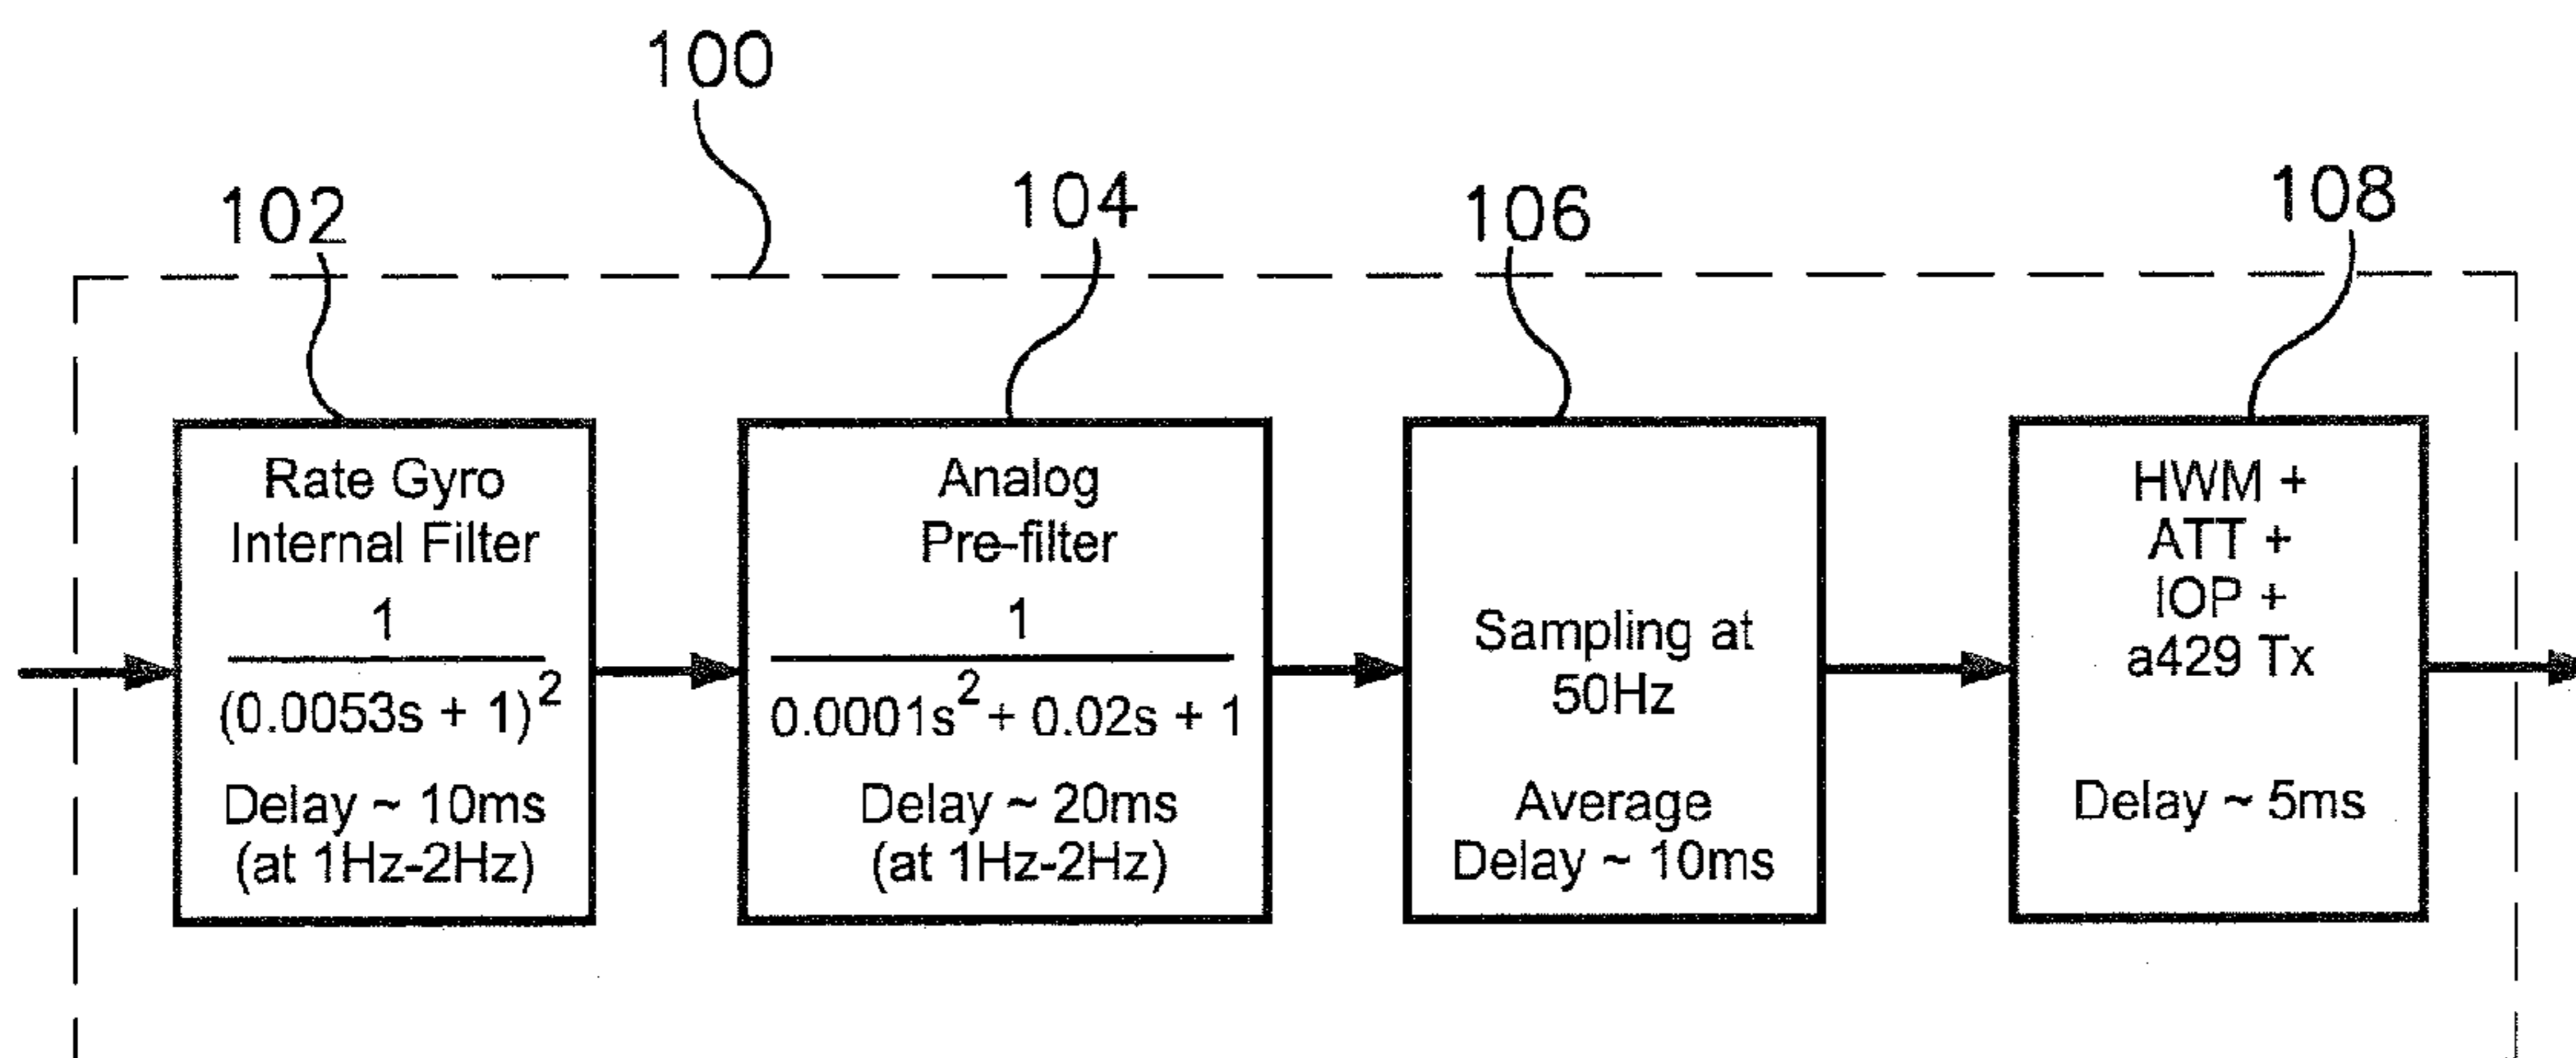 100
102
104
106
108
Rate Gyro
Internal Filter
1
(0.0053s + 1)^2
Delay ~ 10ms
(at 1Hz-2Hz)
Analog
Pre-filter
1
0.0001s^2 + 0.02s + 1
Delay ~ 20ms
(at 1Hz-2Hz)
Sampling at
50Hz
Average
Delay ~ 10ms
HWM +
ATT +
IOP +
a429 Tx
Delay ~ 5ms